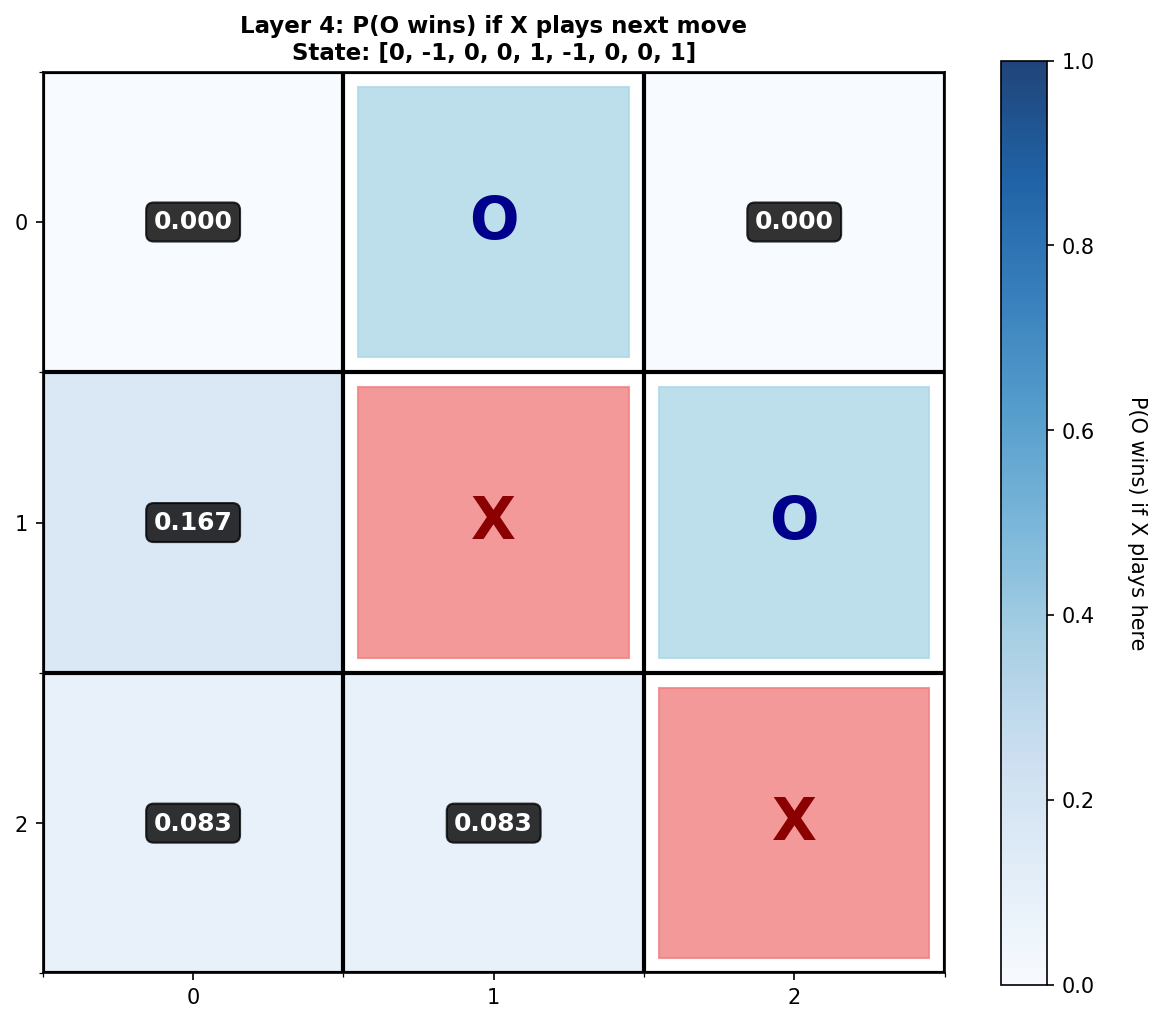 Layer 4: P(O wins) if X plays next move
State: [0, -1, 0, 0, 1, -1, 0, 0, 1]
0
0.000
O
0.000
1
0.167
X
O
2
0.083
0.083
X
0
1
2
1.0
0.8
0.6
0.4
0.2
0.0
P(O wins) if X plays here